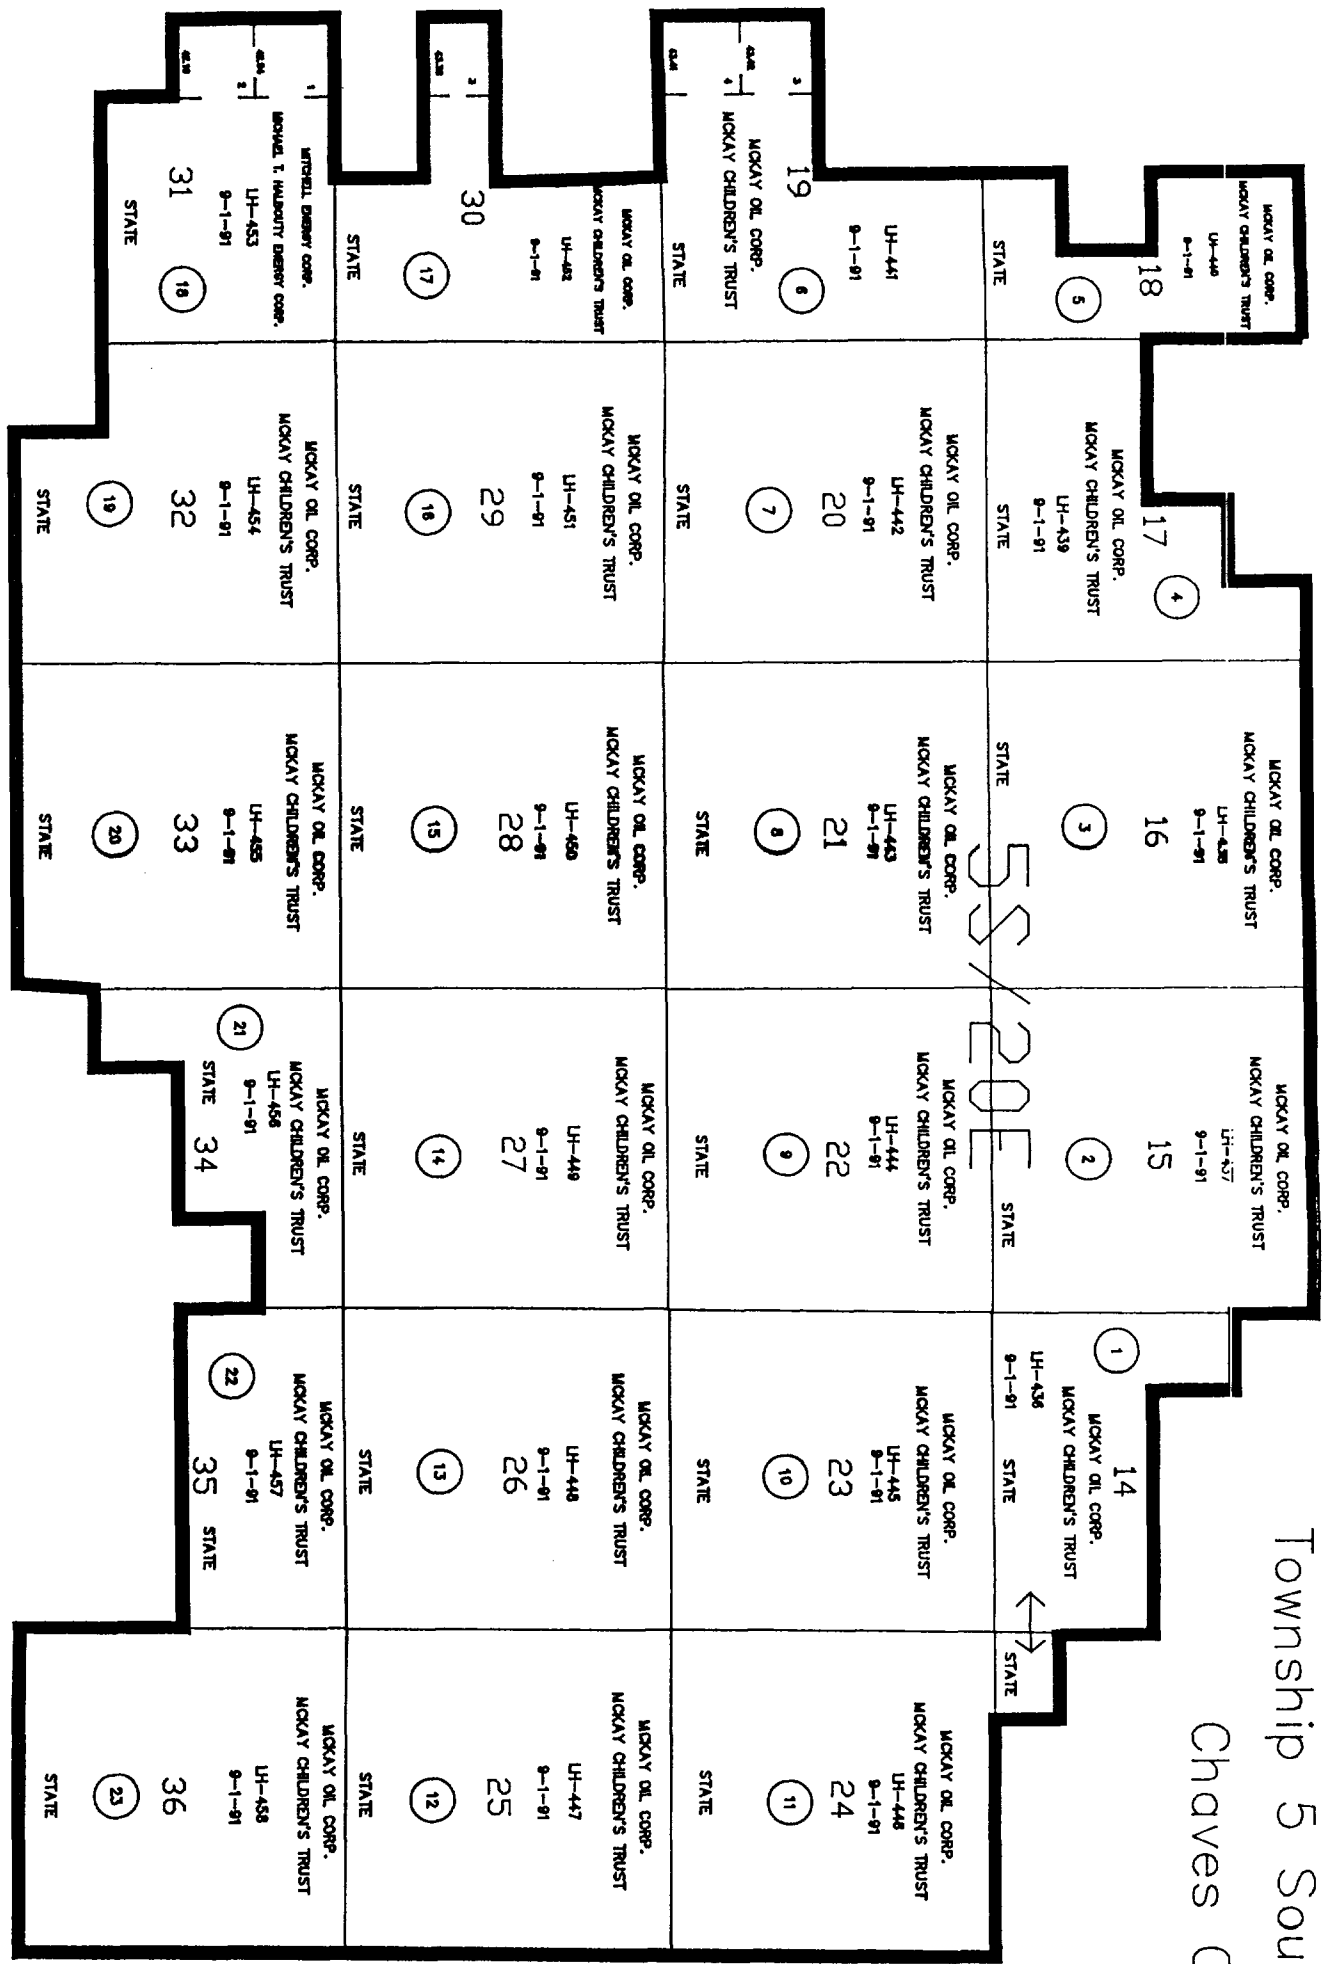 Township 5 Sou
Chaves C
5S/20E
MCKAY OIL CORP.
MCKAY CHILDREN'S TRUST
LH-440
9-1-91
18
5
STATE
17
4
MCKAY OIL CORP.
MCKAY CHILDREN'S TRUST
LH-439
9-1-91
STATE
MCKAY OIL CORP.
MCKAY CHILDREN'S TRUST
9-1-91
16
3
STATE
MCKAY OIL CORP.
MCKAY CHILDREN'S TRUST
LH-437
9-1-91
15
2
STATE
1
14
MCKAY OIL CORP.
MCKAY CHILDREN'S TRUST
LH-436
9-1-91
STATE
STATE
LH-441
9-1-91
3
19
MCKAY OIL CORP.
MCKAY CHILDREN'S TRUST
4
6
STATE
MCKAY OIL CORP.
MCKAY CHILDREN'S TRUST
LH-442
9-1-91
20
7
STATE
MCKAY OIL CORP.
MCKAY CHILDREN'S TRUST
LH-443
9-1-91
21
8
STATE
MCKAY OIL CORP.
MCKAY CHILDREN'S TRUST
LH-444
9-1-91
22
9
STATE
MCKAY OIL CORP.
MCKAY CHILDREN'S TRUST
LH-445
9-1-91
23
10
STATE
MCKAY OIL CORP.
MCKAY CHILDREN'S TRUST
LH-446
9-1-91
24
11
STATE
MCKAY OIL CORP.
MCKAY CHILDREN'S TRUST
LH-452
9-1-91
30
17
STATE
MCKAY OIL CORP.
MCKAY CHILDREN'S TRUST
LH-451
9-1-91
29
16
STATE
MCKAY OIL CORP.
MCKAY CHILDREN'S TRUST
LH-450
9-1-91
28
15
STATE
MCKAY OIL CORP.
MCKAY CHILDREN'S TRUST
LH-449
9-1-91
27
14
STATE
MCKAY OIL CORP.
MCKAY CHILDREN'S TRUST
LH-448
9-1-91
26
13
STATE
MCKAY OIL CORP.
MCKAY CHILDREN'S TRUST
LH-447
9-1-91
25
12
STATE
1
2
MITCHELL ENERGY CORP.
MICHAEL T. HALBOUTY ENERGY CORP.
LH-453
9-1-91
31
18
STATE
MCKAY OIL CORP.
MCKAY CHILDREN'S TRUST
LH-454
9-1-91
32
19
STATE
MCKAY OIL CORP.
MCKAY CHILDREN'S TRUST
LH-455
9-1-91
33
20
STATE
MCKAY OIL CORP.
MCKAY CHILDREN'S TRUST
LH-456
9-1-91
21
34
STATE
MCKAY OIL CORP.
MCKAY CHILDREN'S TRUST
LH-457
9-1-91
22
35
STATE
MCKAY OIL CORP.
MCKAY CHILDREN'S TRUST
LH-458
9-1-91
36
23
STATE